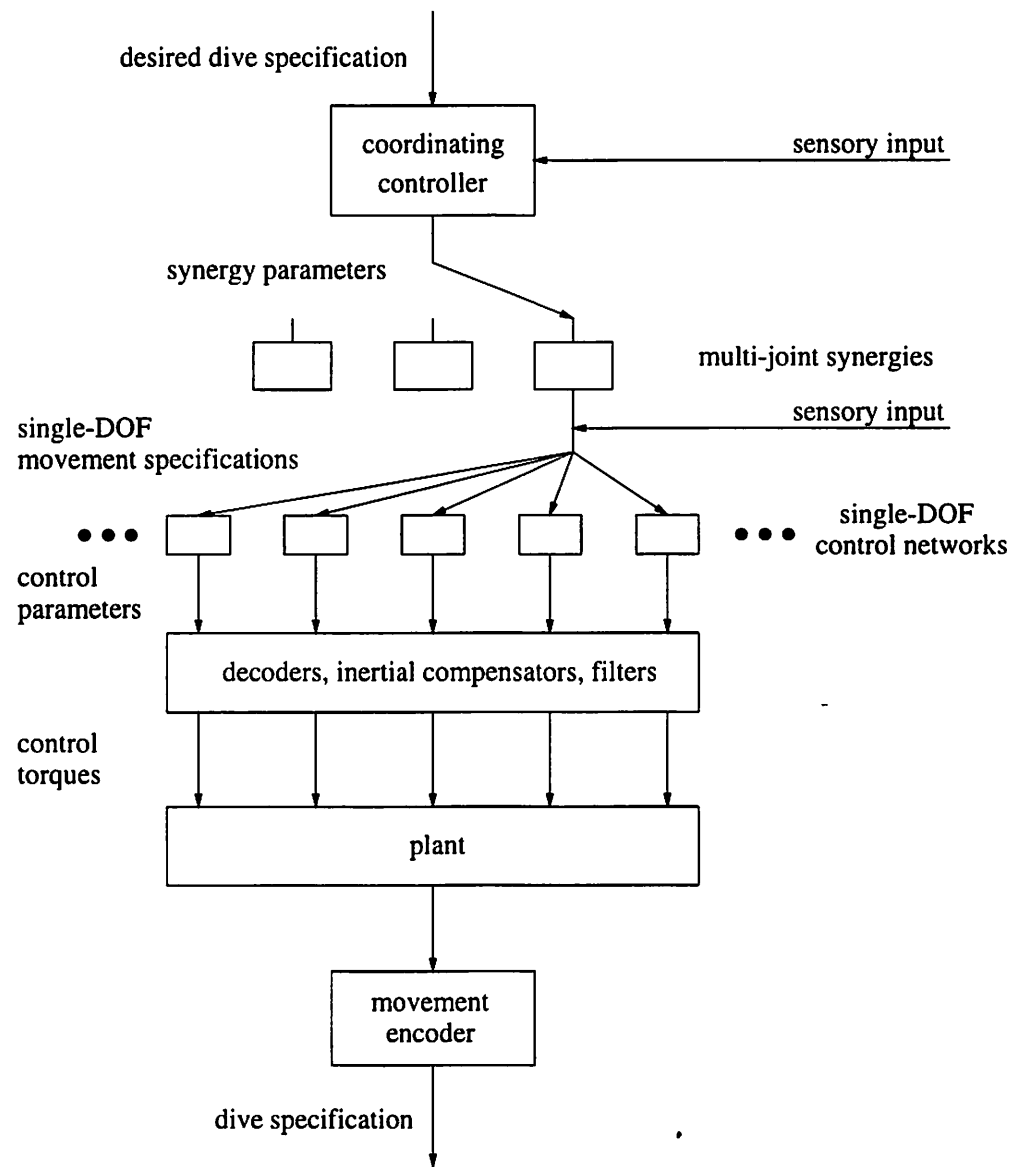 desired dive specification
coordinating
controller
sensory input
synergy parameters
multi-joint synergies
sensory input
single-DOF
movement specifications
single-DOF
control networks
control
parameters
decoders, inertial compensators, filters
control
torques
plant
movement
encoder
dive specification